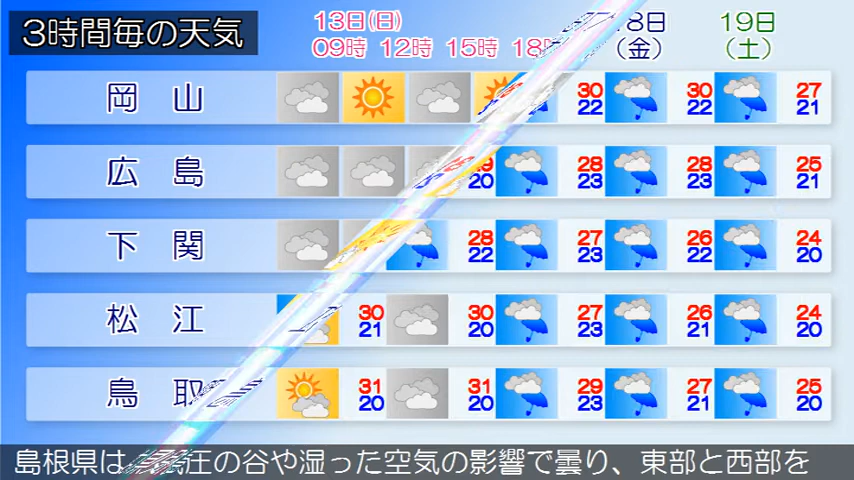 3時間毎の天気
13日(日)
09時 12時 15時 18時
18日 19日
(金) (土)
岡山 30 22 30 22 27 21
広島 29 20 28 23 28 23 25 21
下関 28 22 27 23 26 22 24 20
松江 30 21 30 20 27 23 26 21 24 20
鳥取 31 20 31 20 29 23 27 21 25 20
島根県は 圧の谷や湿った空気の影響で曇り、東部と西部を